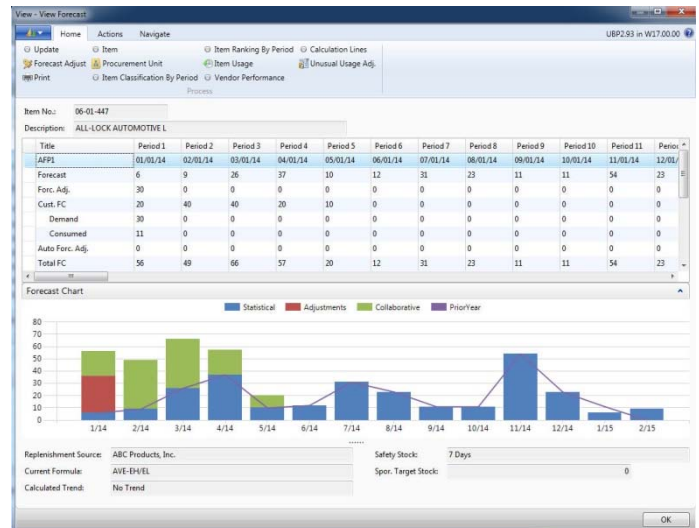 View - View Forecast
Home Actions Navigate UBP2.93 in W17.00.00
Update Item Item Ranking By Period Calculation Lines
Forecast Adjust Procurement Unit Item Usage Unusual Usage Adj.
Print Item Classification By Period Vendor Performance
Process
Item No.: 06-01-447
Description: ALL-LOCK AUTOMOTIVE L
Title Period 1 Period 2 Period 3 Period 4 Period 5 Period 6 Period 7 Period 8 Period 9 Period 10 Period 11 Period
AFP1 01/01/14 02/01/14 03/01/14 04/01/14 05/01/14 06/01/14 07/01/14 08/01/14 09/01/14 10/01/14 11/01/14 12/01/
Forecast 6 9 26 37 10 12 31 23 11 11 54 23
Forc. Adj. 30 0 0 0 0 0 0 0 0 0 0 0
Cust. FC 20 40 40 20 10 0 0 0 0 0 0 0
Demand 30 0 0 0 0 0 0 0 0 0 0 0
Consumed 11 0 0 0 0 0 0 0 0 0 0 0
Auto Forc. Adj. 0 0 0 0 0 0 0 0 0 0 0 0
Total FC 56 49 66 57 20 12 31 23 11 11 54 23
Forecast Chart
Statistical Adjustments Collaborative PriorYear
80
70
60
50
40
30
20
10
0
1/14 2/14 3/14 4/14 5/14 6/14 7/14 8/14 9/14 10/14 11/14 12/14 1/15 2/15
Replenishment Source: ABC Products, Inc. Safety Stock: 7 Days
Current Formula: AVE-EH/EL Spor. Target Stock: 0
Calculated Trend: No Trend
OK